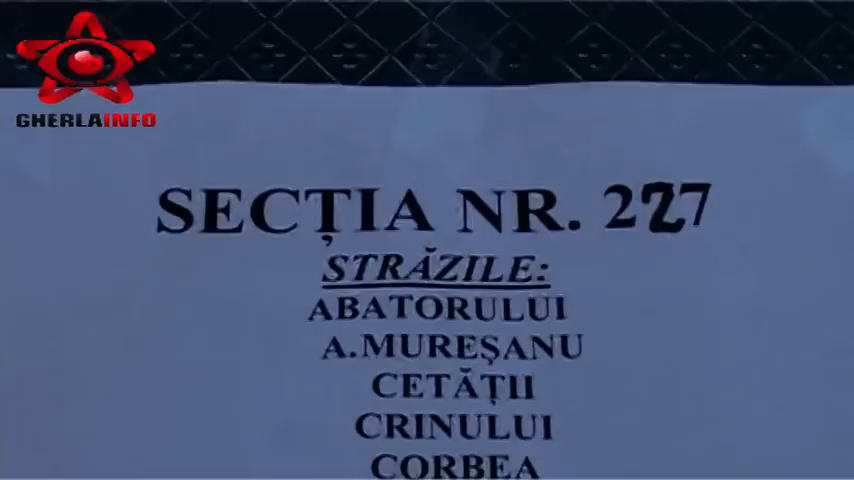 GHERLAINFO
SECȚIA NR. 227
STRĂZILE:
ABATORULUI
A.MUREȘANU
CETĂȚII
CRINULUI
CORBEA